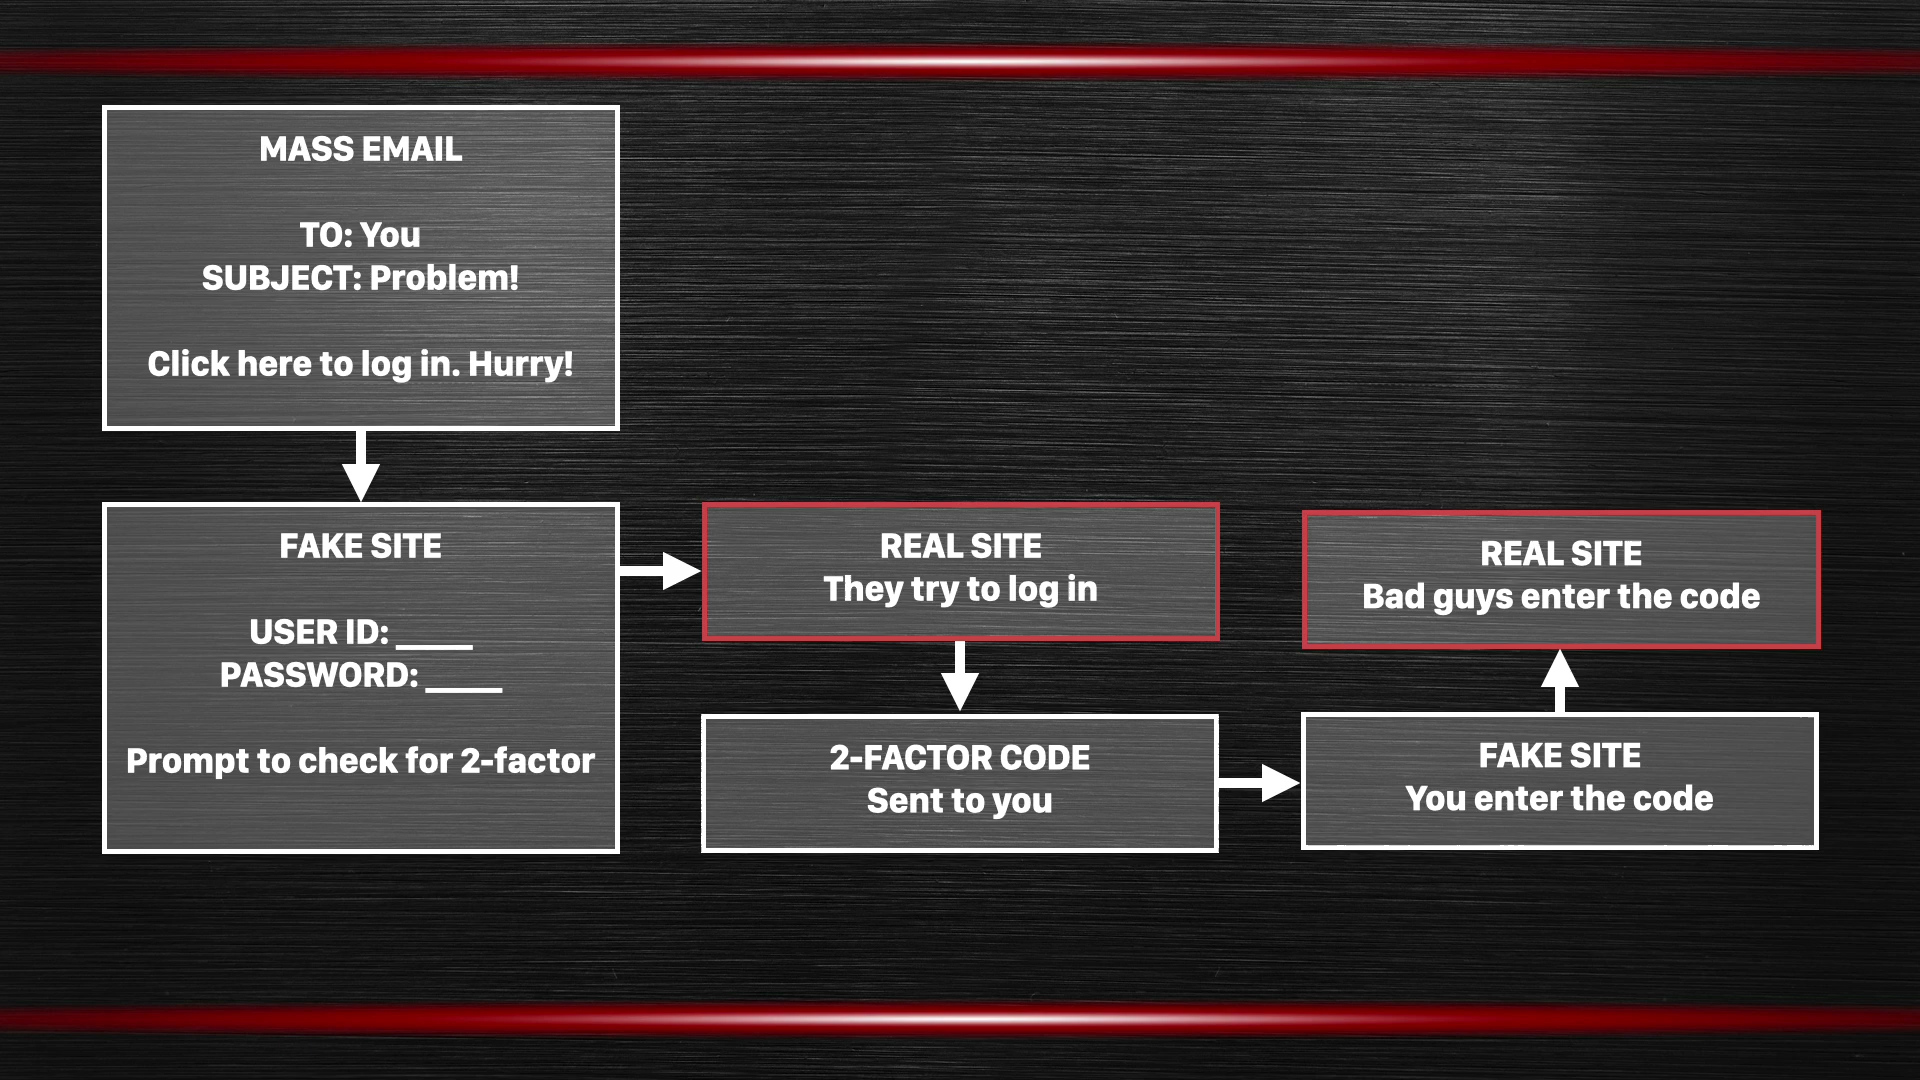 MASS EMAIL
TO: You
SUBJECT: Problem!
Click here to log in. Hurry!
FAKE SITE
USER ID: _____
PASSWORD: _____
Prompt to check for 2-factor
REAL SITE
They try to log in
2-FACTOR CODE
Sent to you
FAKE SITE
You enter the code
REAL SITE
Bad guys enter the code